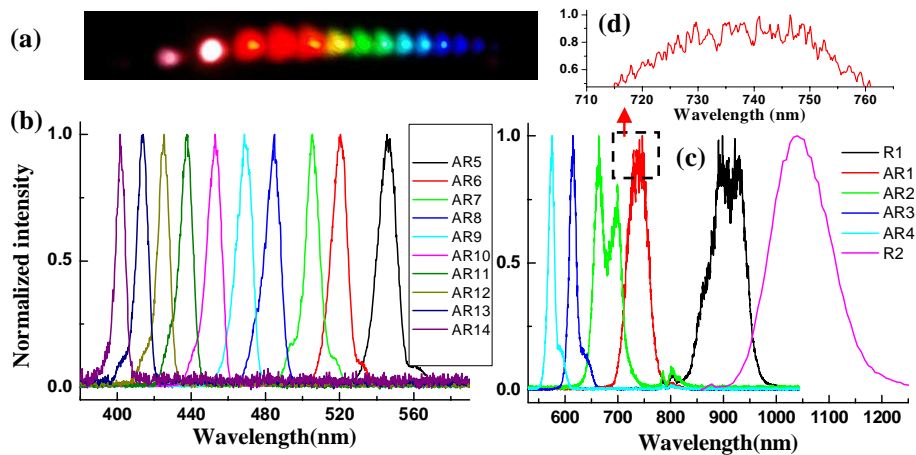 (a)
(d)
1.0
0.8
0.6
710 720 730 740 750 760
Wavelength (nm)
(b)
1.0
0.5
0.0
400 440 480 520 560
Wavelength(nm)
Normalized intensity
AR5
AR6
AR7
AR8
AR9
AR10
AR11
AR12
AR13
AR14
(c)
1.0
0.5
0.0
600 700 800 900 1000 1100 1200
Wavelength(nm)
R1
AR1
AR2
AR3
AR4
R2